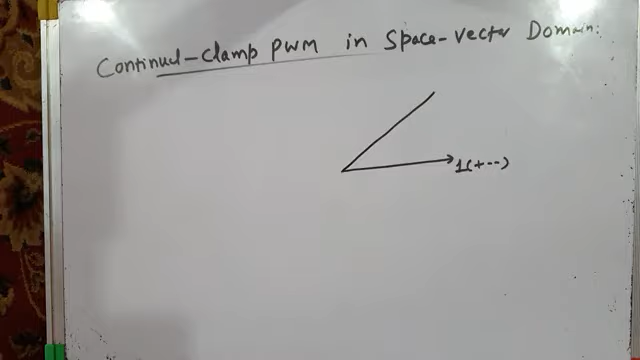 Continual-clamp PWM in Space-vector Domain:
1(+--)